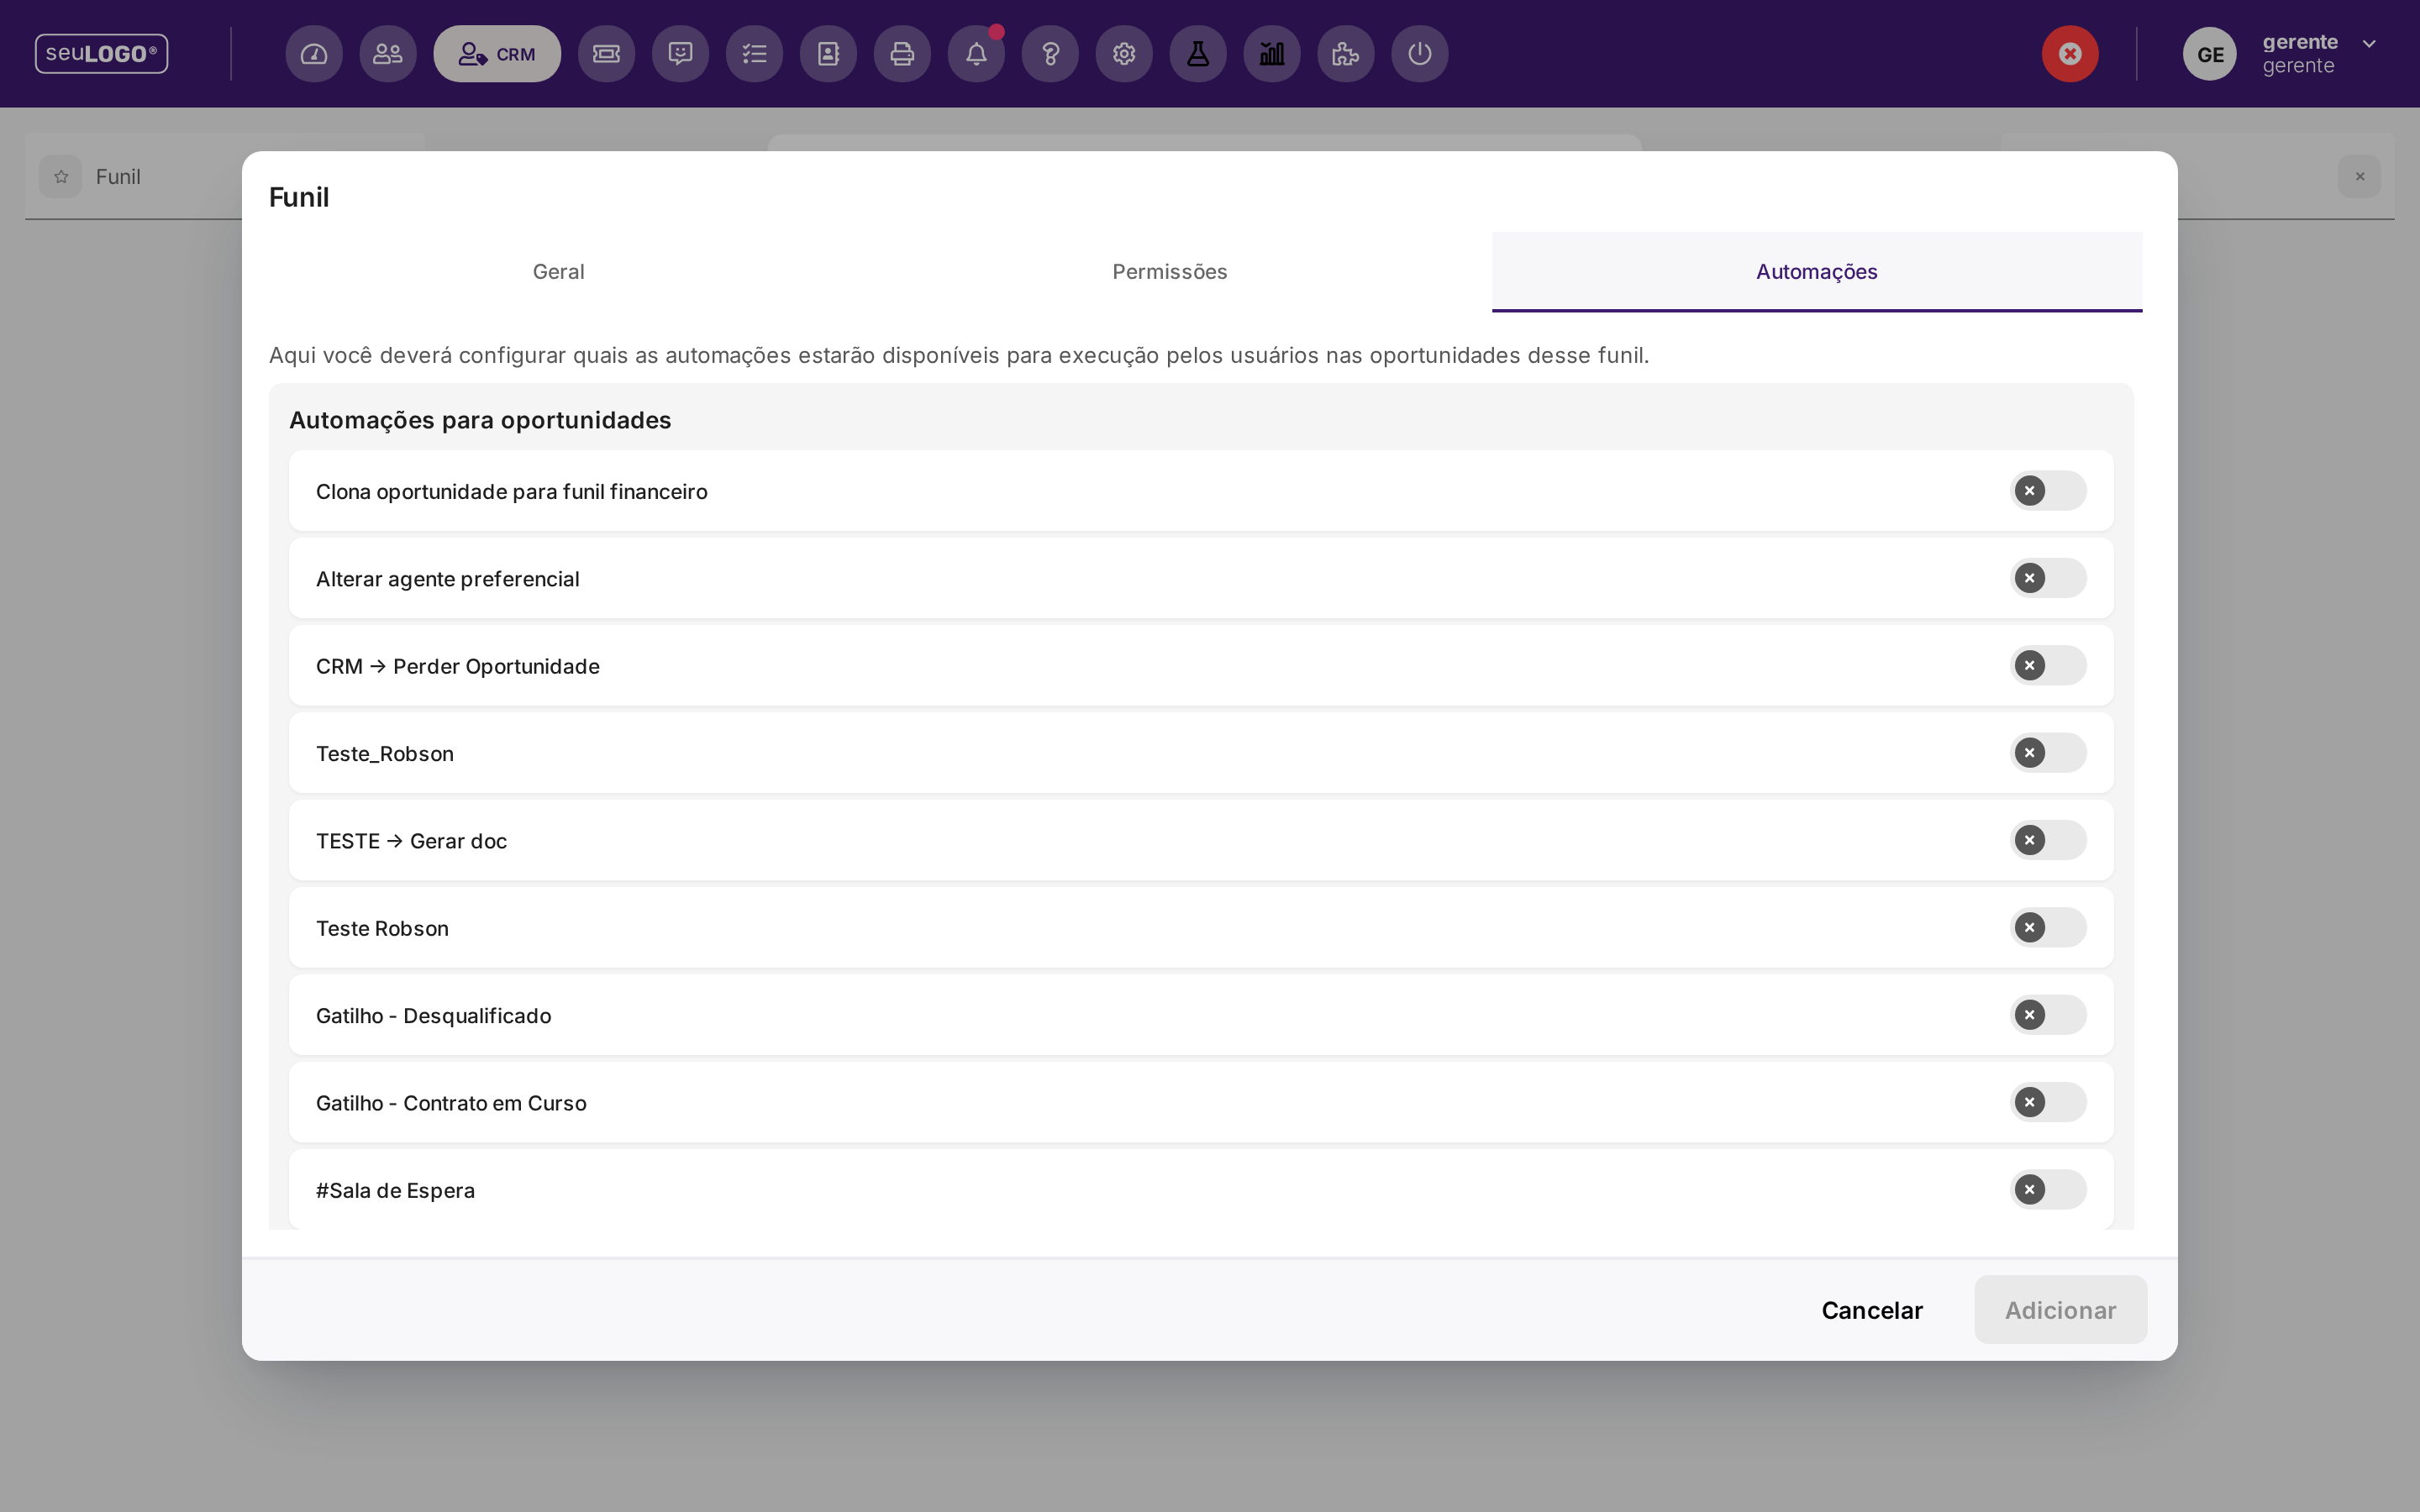 seuLOGO®
CRM
GE
gerente
gerente
Funil
Funil
Geral
Permissões
Automações
Aqui você deverá configurar quais as automações estarão disponíveis para execução pelos usuários nas oportunidades desse funil.
Automações para oportunidades
Clona oportunidade para funil financeiro
Alterar agente preferencial
CRM → Perder Oportunidade
Teste_Robson
TESTE → Gerar doc
Teste Robson
Gatilho - Desqualificado
Gatilho - Contrato em Curso
#Sala de Espera
Cancelar
Adicionar